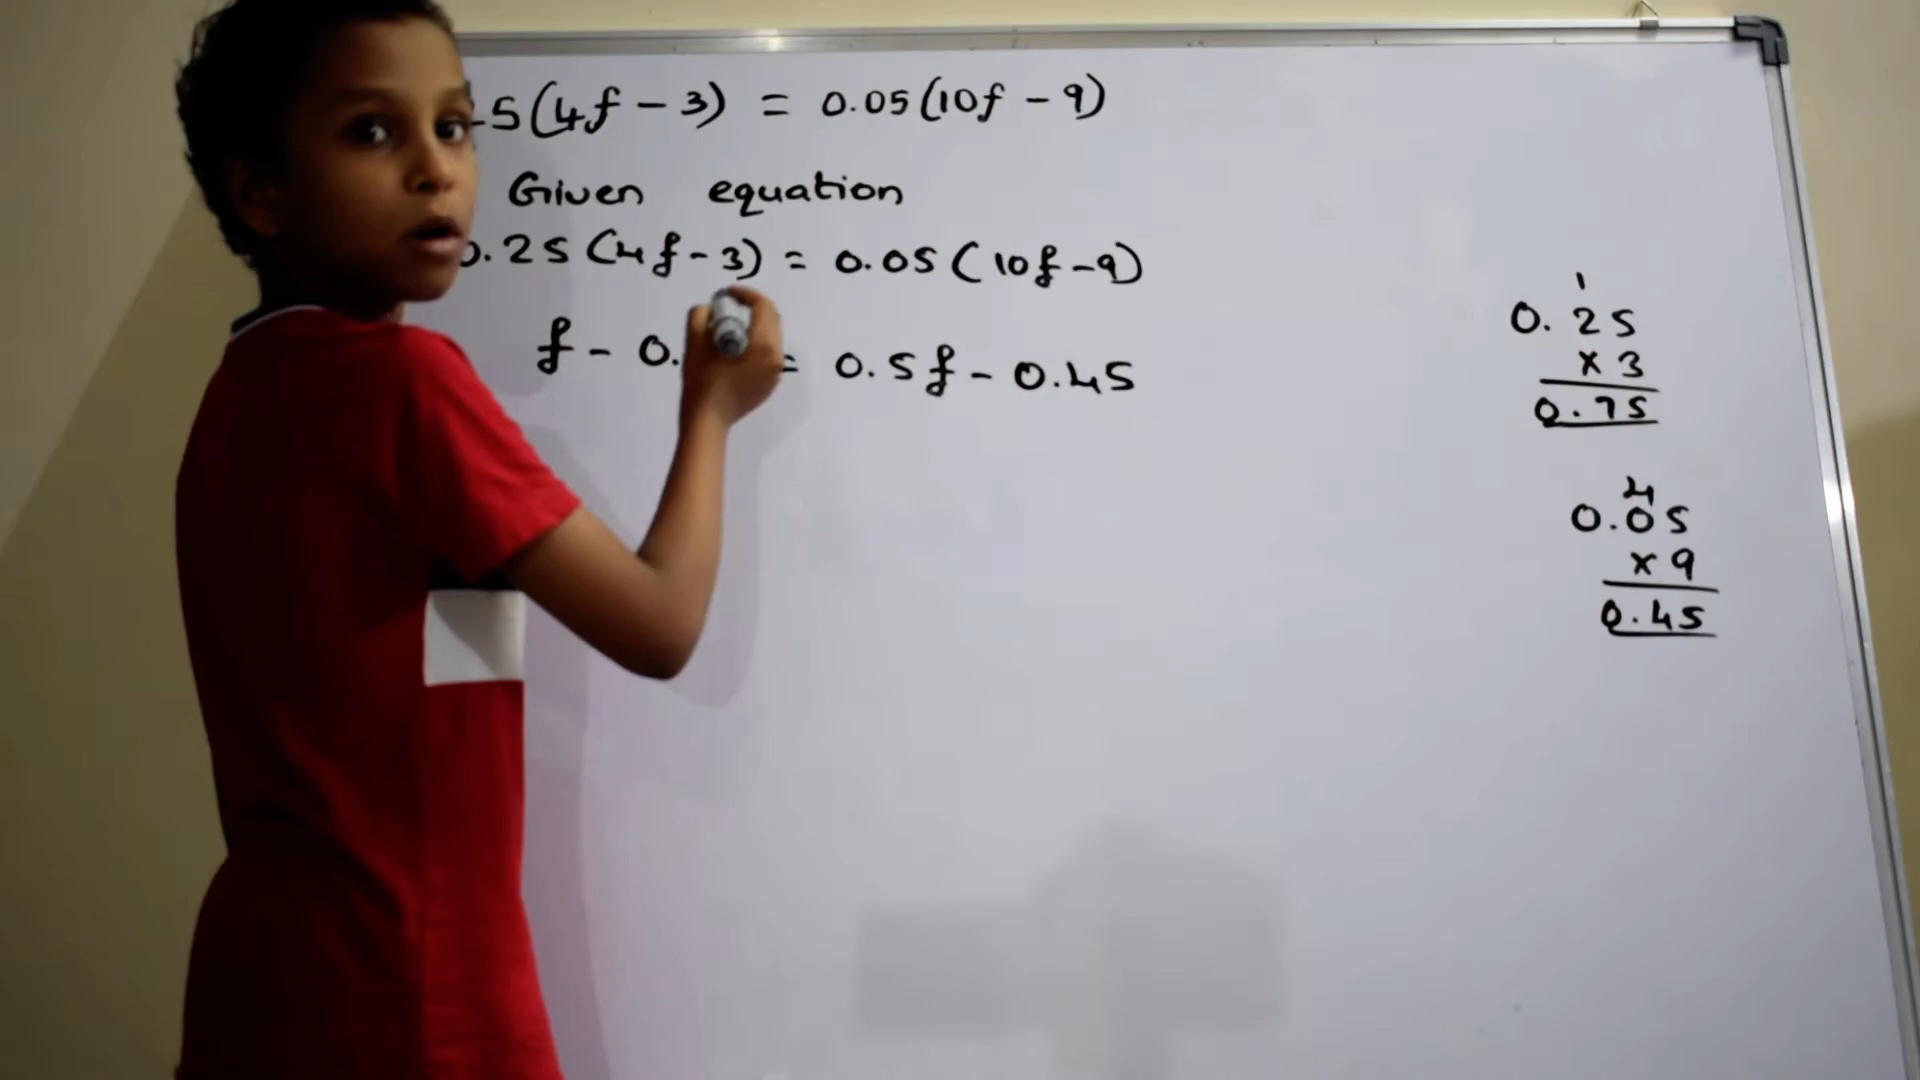 5(4f - 3) = 0.05(10f - 9)
Given equation
0.25 (4f - 3) = 0.05 (10f - 9)
f - 0. = 0.5f - 0.45
1
0.25
x 3
0.75
4
0.05
x 9
0.45